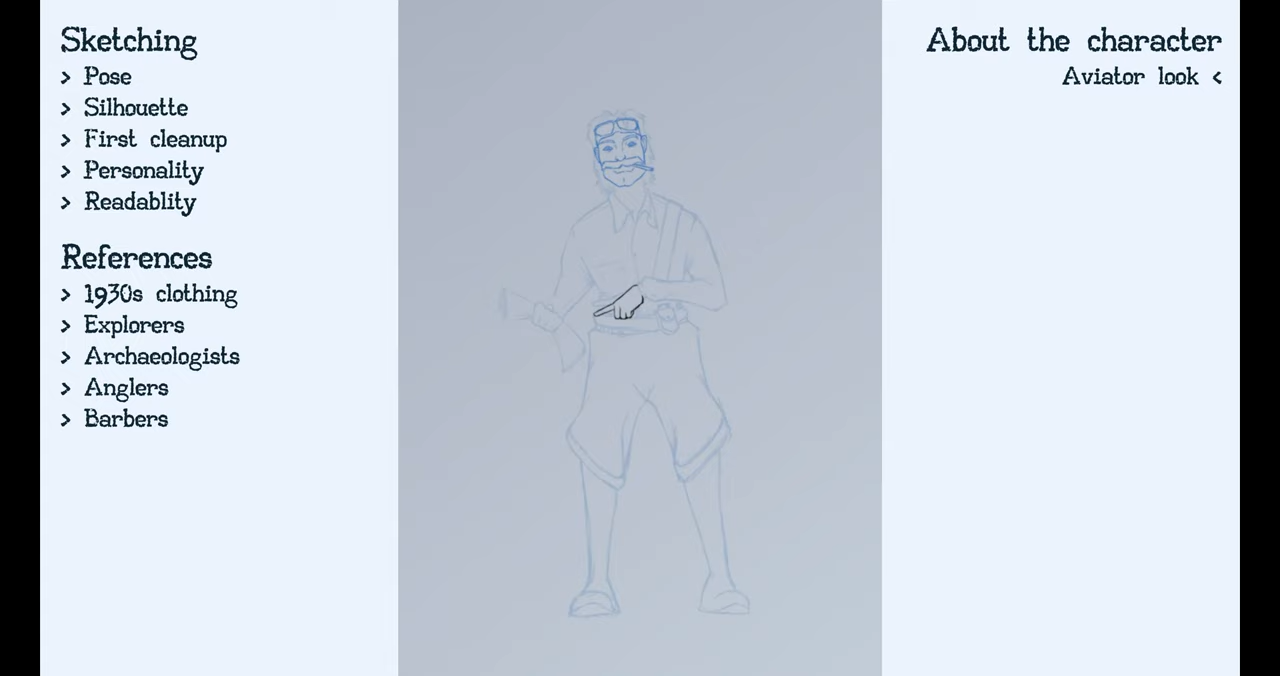 Sketching
> Pose
> Silhouette
> First cleanup
> Personality
> Readablity
References
> 1930s clothing
> Explorers
> Archaeologists
> Anglers
> Barbers
About the character
Aviator look <